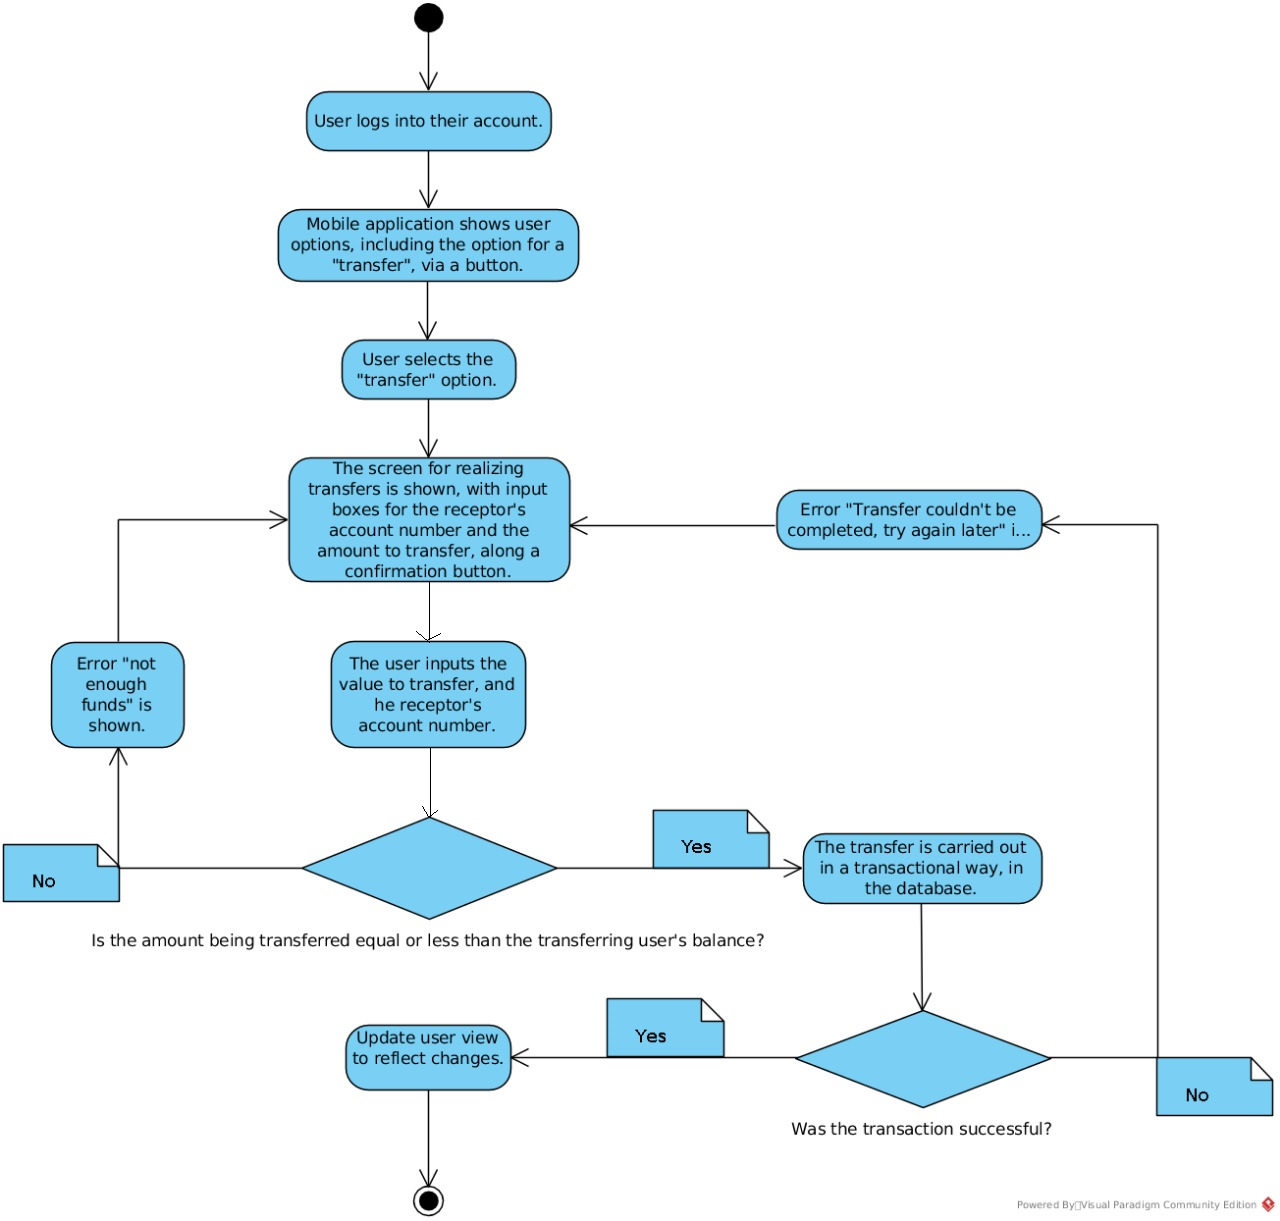 User logs into their account.
Mobile application shows user
options, including the option for a
"transfer", via a button.
User selects the
"transfer" option.
The screen for realizing
transfers is shown, with input
boxes for the receptor's
account number and the
amount to transfer, along a
confirmation button.
Error "Transfer couldn't be
completed, try again later" i...
Error "not
enough
funds" is
shown.
The user inputs the
value to transfer, and
he receptor's
account number.
No
Yes
The transfer is carried out
in a transactional way, in
the database.
Is the amount being transferred equal or less than the transferring user's balance?
Update user view
to reflect changes.
Yes
No
Was the transaction successful?
Powered By Visual Paradigm Community Edition